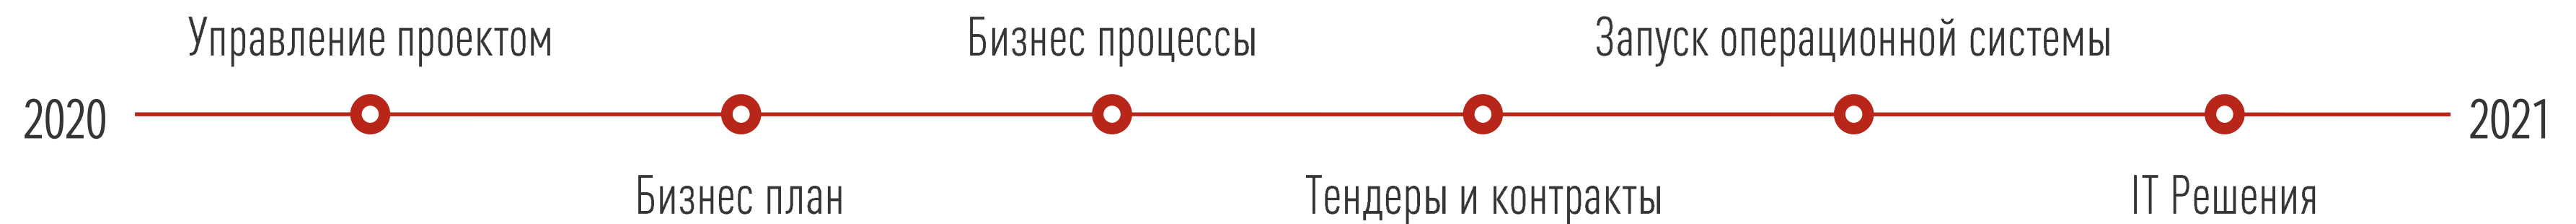 Управление проектом
Бизнес процессы
Запуск операционной системы
2020
2021
Бизнес план
Тендеры и контракты
IT Решения